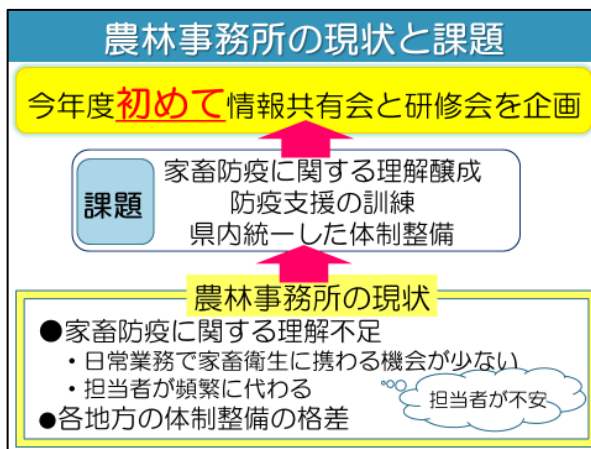 農林事務所の現状と課題
今年度初めて情報共有会と研修会を企画
課題
家畜防疫に関する理解醸成
防疫支援の訓練
県内統一した体制整備
農林事務所の現状
●家畜防疫に関する理解不足
・日常業務で家畜衛生に携わる機会が少ない
・担当者が頻繁に代わる
担当者が不安
●各地方の体制整備の格差